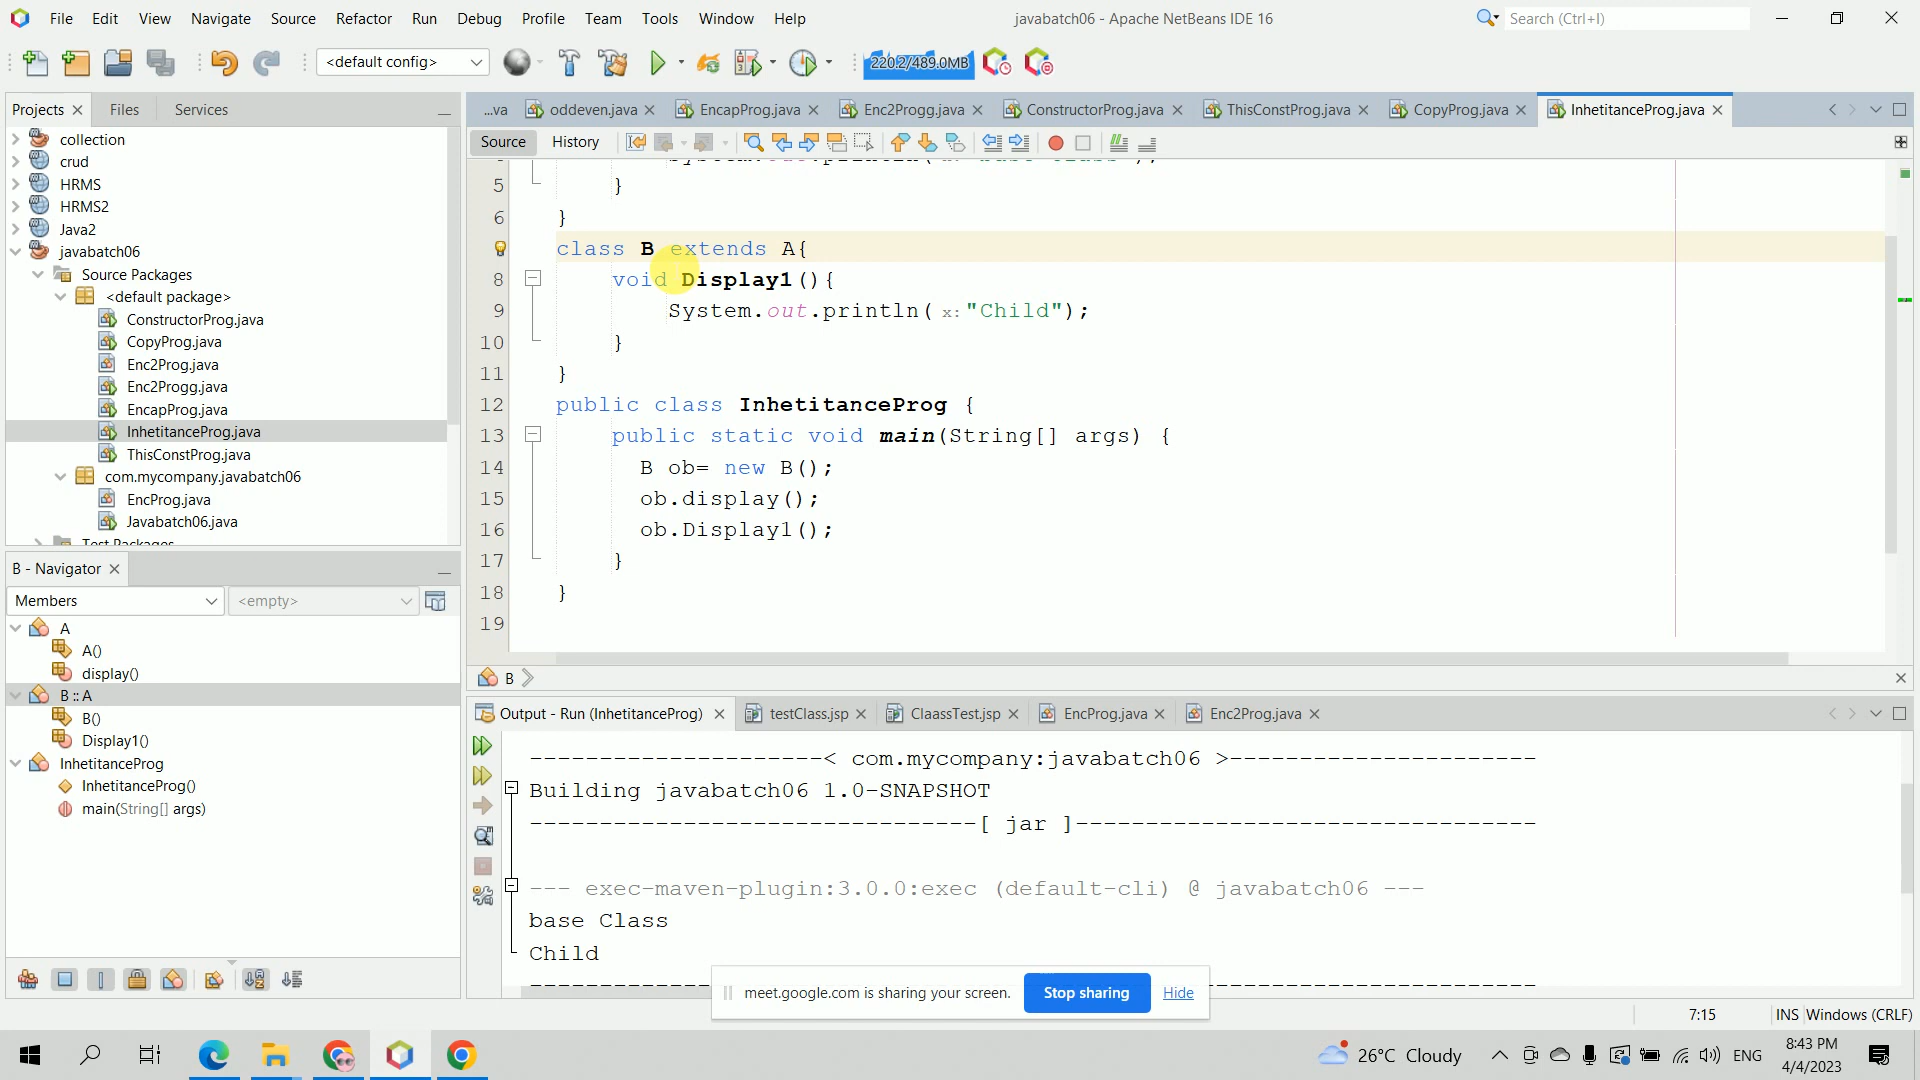 File Edit View Navigate Source Refactor Run Debug Profile Team Tools Window Help
javabatch06 - Apache NetBeans IDE 16
Search (Ctrl+I)
<default config>
220.2/489.0MB
Projects Files Services
...va oddeven.java EncapProg.java Enc2Progg.java ConstructorProg.java ThisConstProg.java CopyProg.java InhetitanceProg.java
Source History
collection
crud
HRMS
HRMS2
Java2
javabatch06
Source Packages
<default package>
ConstructorProg.java
CopyProg.java
Enc2Prog.java
Enc2Progg.java
EncapProg.java
InhetitanceProg.java
ThisConstProg.java
com.mycompany.javabatch06
EncProg.java
Javabatch06.java
Test Packages
5 }
6 }
class B extends A{
8 void Display1(){
9 System.out.println( x: "Child");
10 }
11 }
12 public class InhetitanceProg {
13 public static void main(String[] args) {
14 B ob= new B();
15 ob.display();
16 ob.Display1();
17 }
18 }
19
B
B - Navigator
Members <empty>
A
A()
display()
B :: A
B()
Display1()
InhetitanceProg
InhetitanceProg()
main(String[] args)
Output - Run (InhetitanceProg) testClass.jsp ClaassTest.jsp EncProg.java Enc2Prog.java
---------------------< com.mycompany:javabatch06 >----------------------
Building javabatch06 1.0-SNAPSHOT
--------------------------------[ jar ]---------------------------------
--- exec-maven-plugin:3.0.0:exec (default-cli) @ javabatch06 ---
base Class
Child
meet.google.com is sharing your screen. Stop sharing Hide
7:15 INS Windows (CRLF)
26°C Cloudy ENG 8:43 PM
4/4/2023